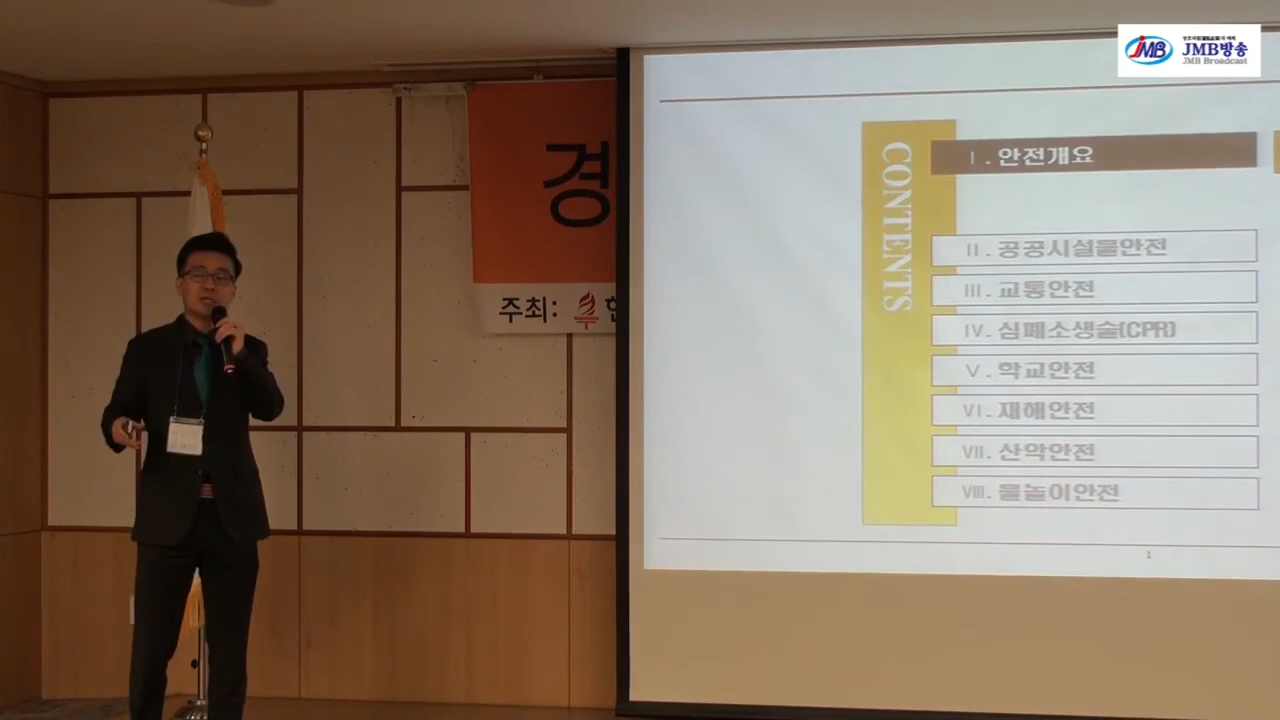 JMB
JMB방송
JMB Broadcast
경
주최:
CONTENTS
Ⅰ. 안전개요
Ⅱ. 공공시설물안전
Ⅲ. 교통안전
Ⅳ. 심폐소생술(CPR)
Ⅴ. 학교안전
Ⅵ. 재해안전
Ⅶ. 산악안전
Ⅷ. 물놀이안전
1